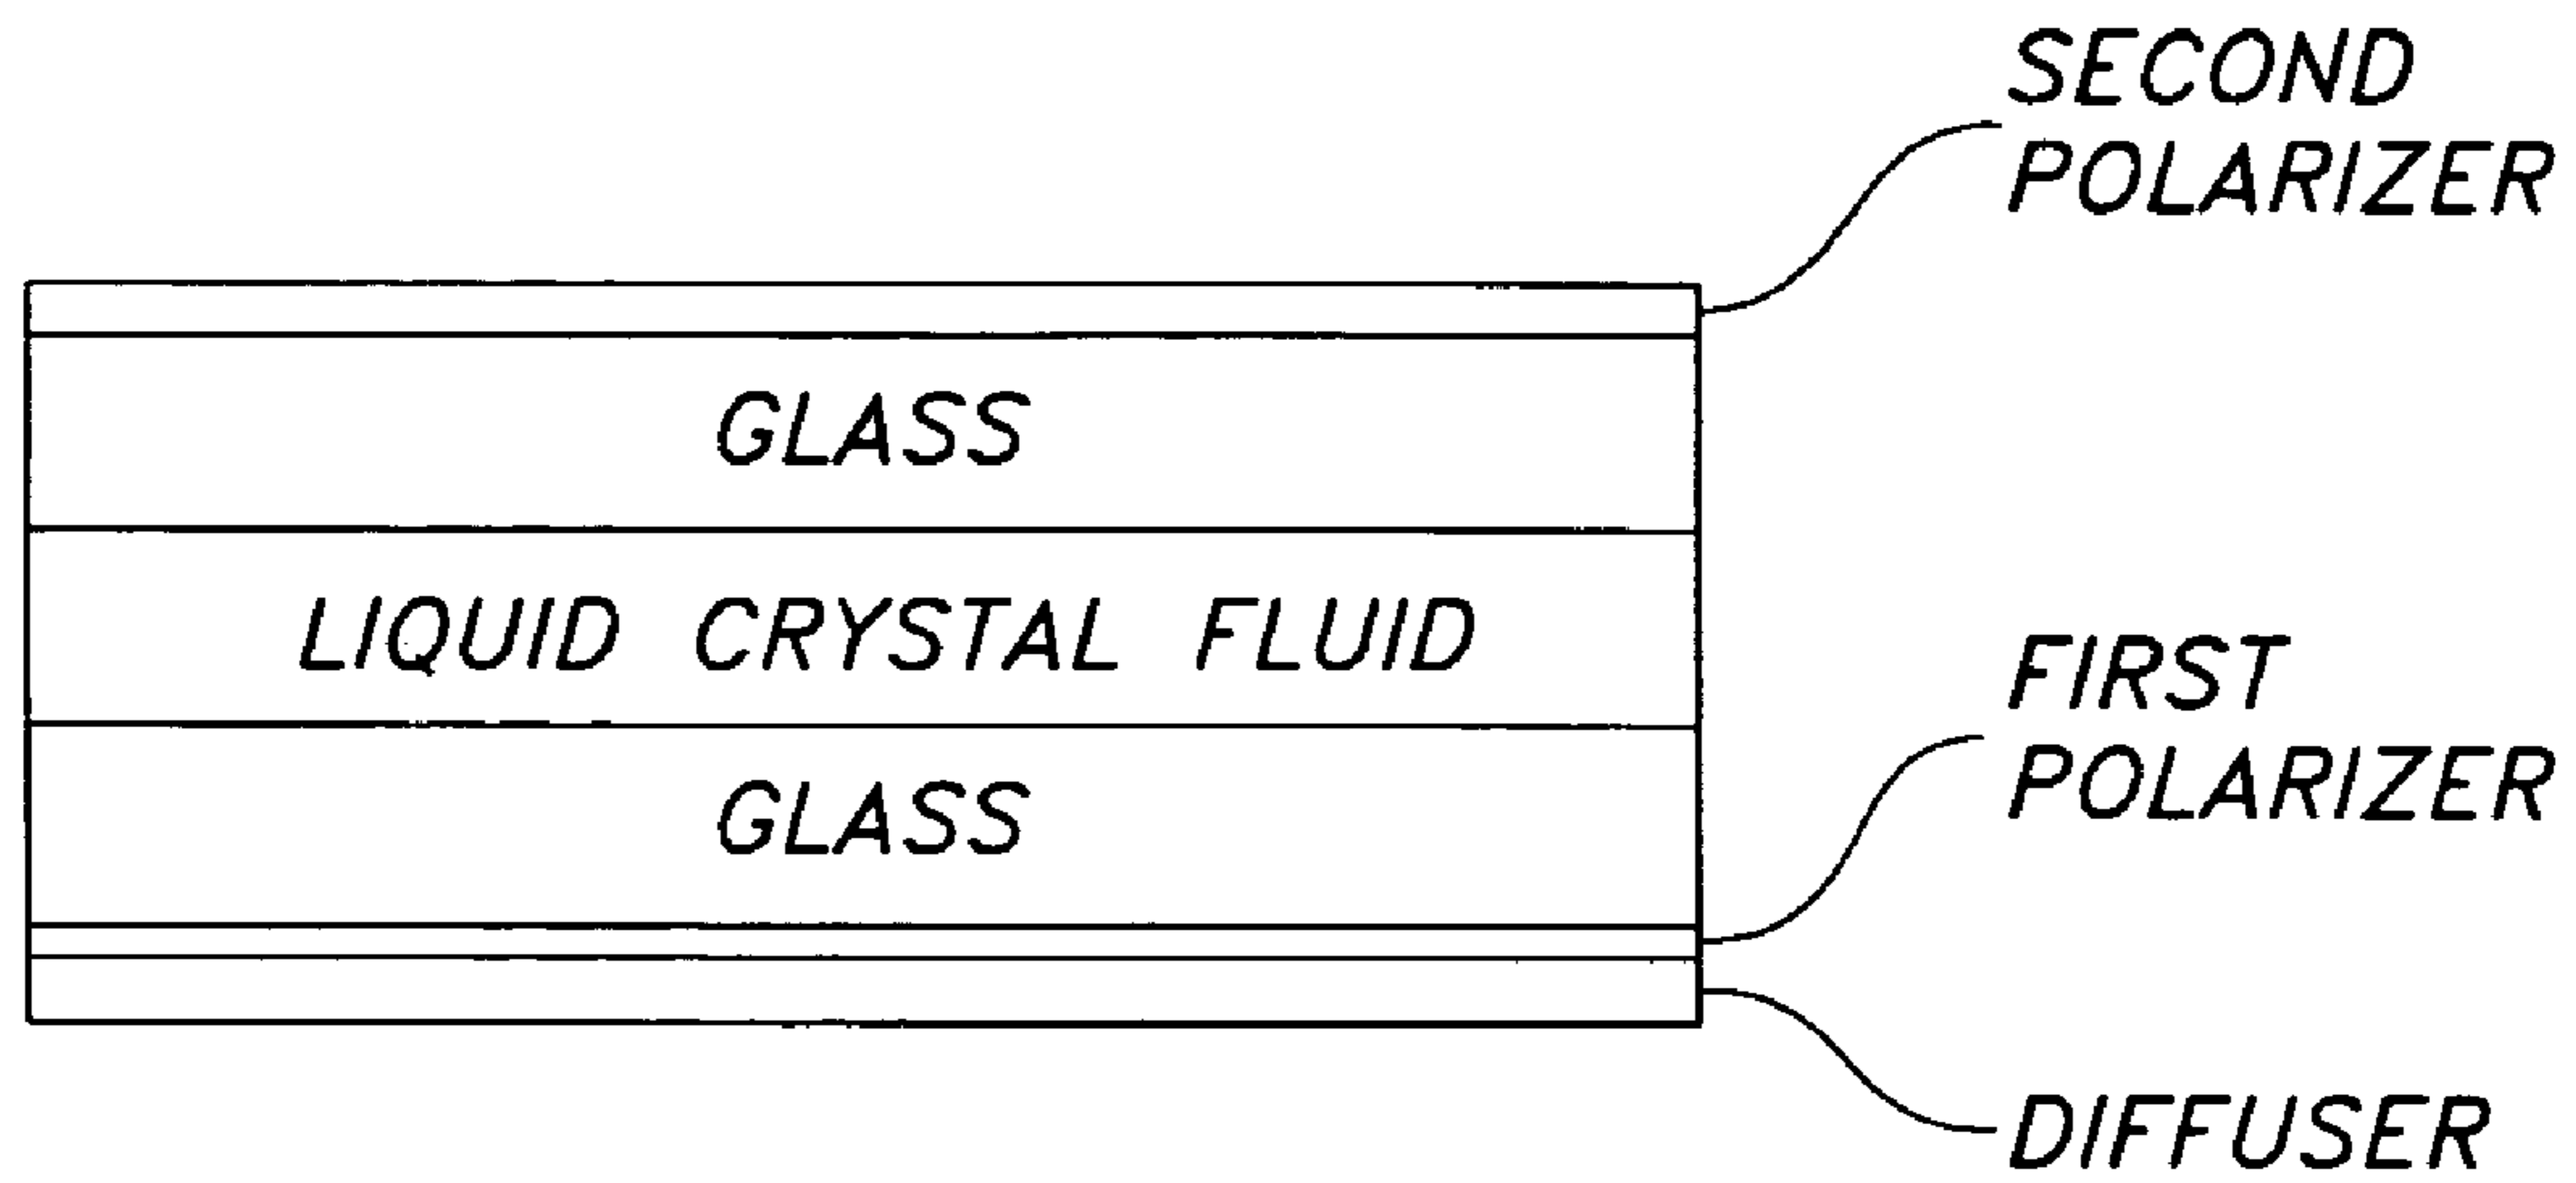 SECOND
POLARIZER
GLASS
LIQUID CRYSTAL FLUID
FIRST
POLARIZER
GLASS
DIFFUSER